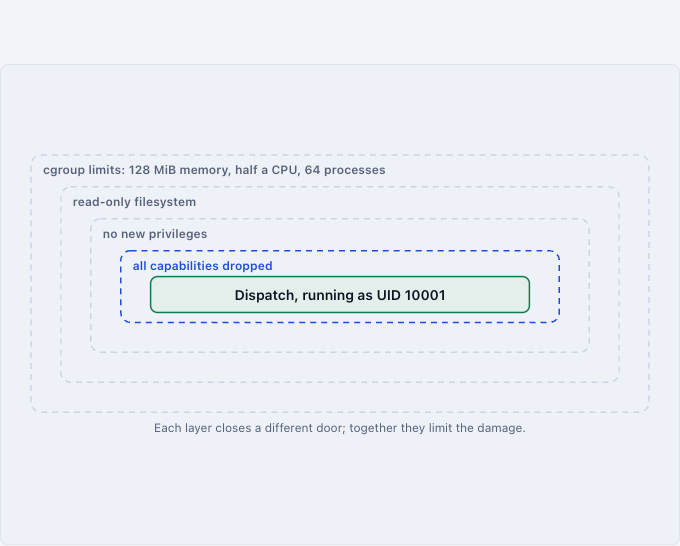 cgroup limits: 128 MiB memory, half a CPU, 64 processes
read-only filesystem
no new privileges
all capabilities dropped
Dispatch, running as UID 10001
Each layer closes a different door; together they limit the damage.